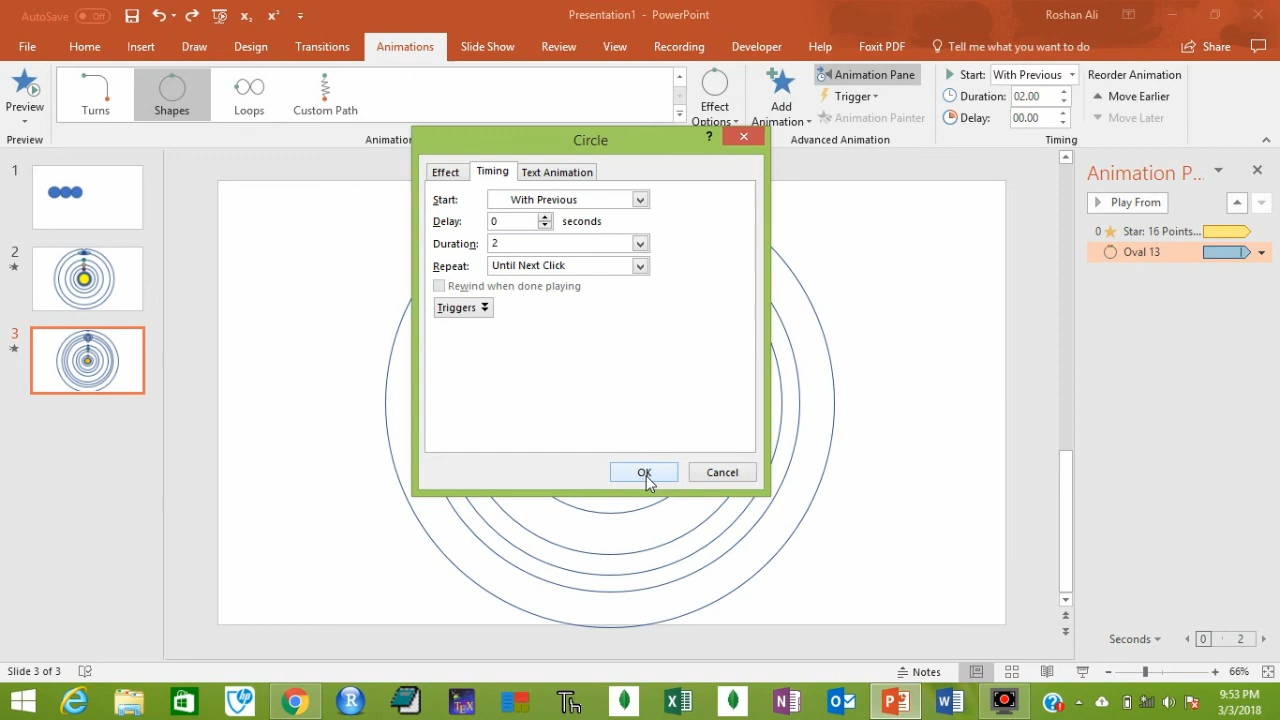 AutoSave Off
Presentation1 - PowerPoint
Roshan Ali
File Home Insert Draw Design Transitions Animations Slide Show Review View Recording Developer Help Foxit PDF Tell me what you want to do Share
Preview
Turns
Shapes
Loops
Custom Path
Effect
Options
Add
Animation
Animation Pane
Trigger
Animation Painter
Start: With Previous
Duration: 02.00
Delay: 00.00
Reorder Animation
Move Earlier
Move Later
Preview
Animation
Advanced Animation
Timing
Circle
?
Effect Timing Text Animation
Start: With Previous
Delay: 0 seconds
Duration: 2
Repeat: Until Next Click
Rewind when done playing
Triggers
OK Cancel
1
2
3
Animation P...
Play From
0 Star: 16 Points...
Oval 13
Seconds 0 2
Slide 3 of 3
Notes
66%
9:53 PM
3/3/2018